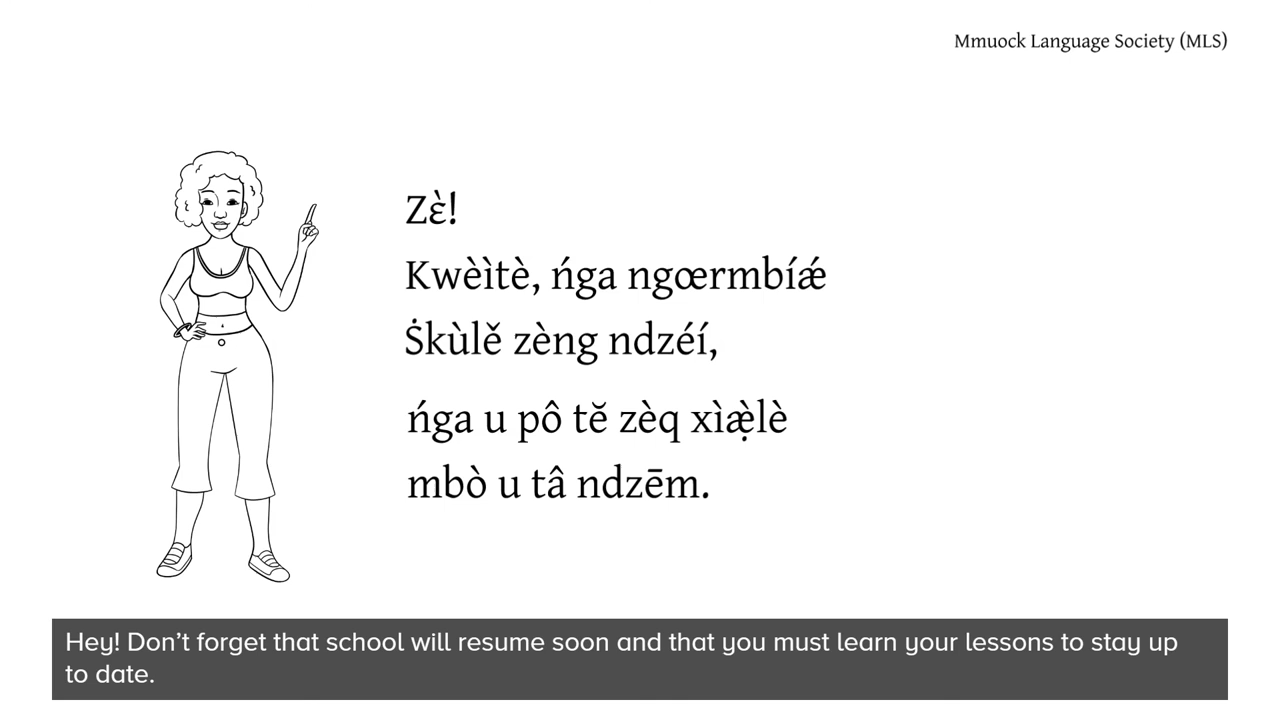 Mmuock Language Society (MLS)
Zɛ̀!
Kwèìtè, ńga ngœrmbíǽ
Ṡkùlě zèng ndzéí,
ńga u pô tĕ zèq xìæ̣̀lè
mbò u tâ ndzēm.
Hey! Don’t forget that school will resume soon and that you must learn your lessons to stay up
to date.